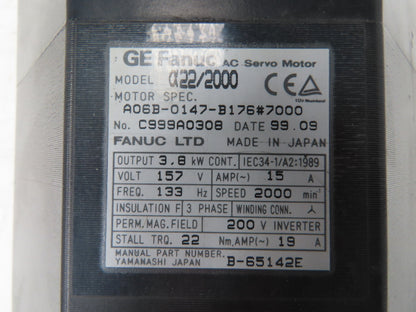 GE Fanuc AC Servo Motor
MODEL α22/2000
MOTOR SPEC.
A06B-0147-B176#7000
No. C999A0308 DATE 99.09
FANUC LTD MADE IN JAPAN
OUTPUT 3.8 kW CONT. IEC34-1/A2:1989
VOLT 157 V AMP(~) 15 A
FREQ. 133 Hz SPEED 2000 min⁻¹
INSULATION F 3 PHASE WINDING CONN. 人
PERM. MAG. FIELD 200 V INVERTER
STALL TRQ. 22 Nm, AMP(~) 19 A
MANUAL PART NUMBER. B-65142E
YAMANASHI JAPAN